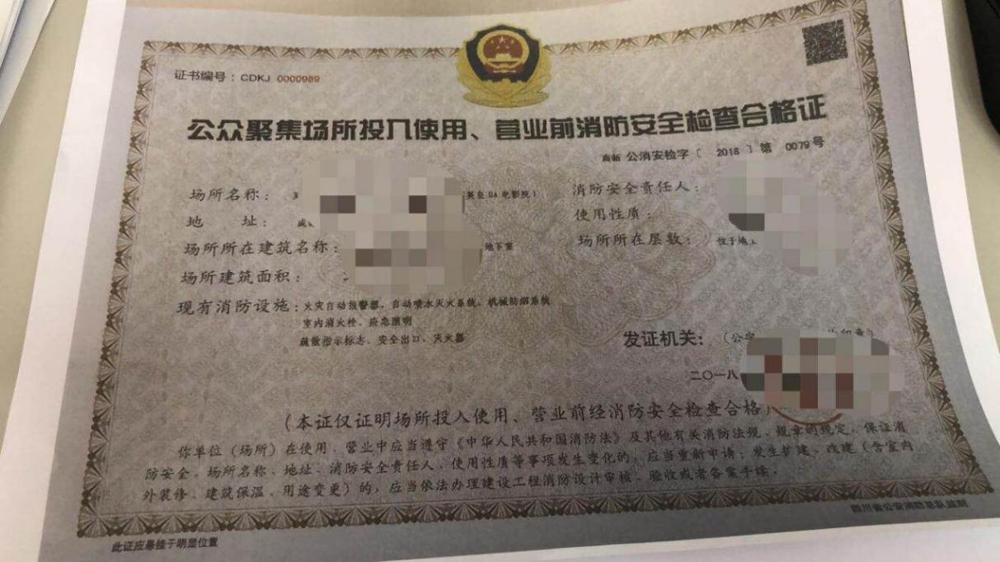 证书编号：CDKJ 0000989
公众聚集场所投入使用、营业前消防安全检查合格证
高新 公消安检字〔 2018 〕第 0079号
场所名称： 英皇UA电影院）
消防安全责任人：
地 址：
使用性质：
场所所在建筑名称： 地下室
场所所在层数： 位于地上
场所建筑面积：
现有消防设施：火灾自动报警器、自动喷水灭火系统、机械防烟系统
室内消火栓、应急照明
疏散指示标志、安全出口、灭火器
发证机关：（公安
二〇一八
（本证仅证明场所投入使用、营业前经消防安全检查合格）
你单位（场所）在使用、营业中应当遵守《中华人民共和国消防法》及其他有关消防法规、规章的规定，保证消
防安全。场所名称、地址、消防安全责任人、使用性质等事项发生变化的，应当重新申请；发生扩建、改建（含室内
外装修、建筑保温、用途变更）的，应当依法办理建设工程消防设计审核、验收或者备案手续。
此证应悬挂于明显位置
四川省公安消防总队监制